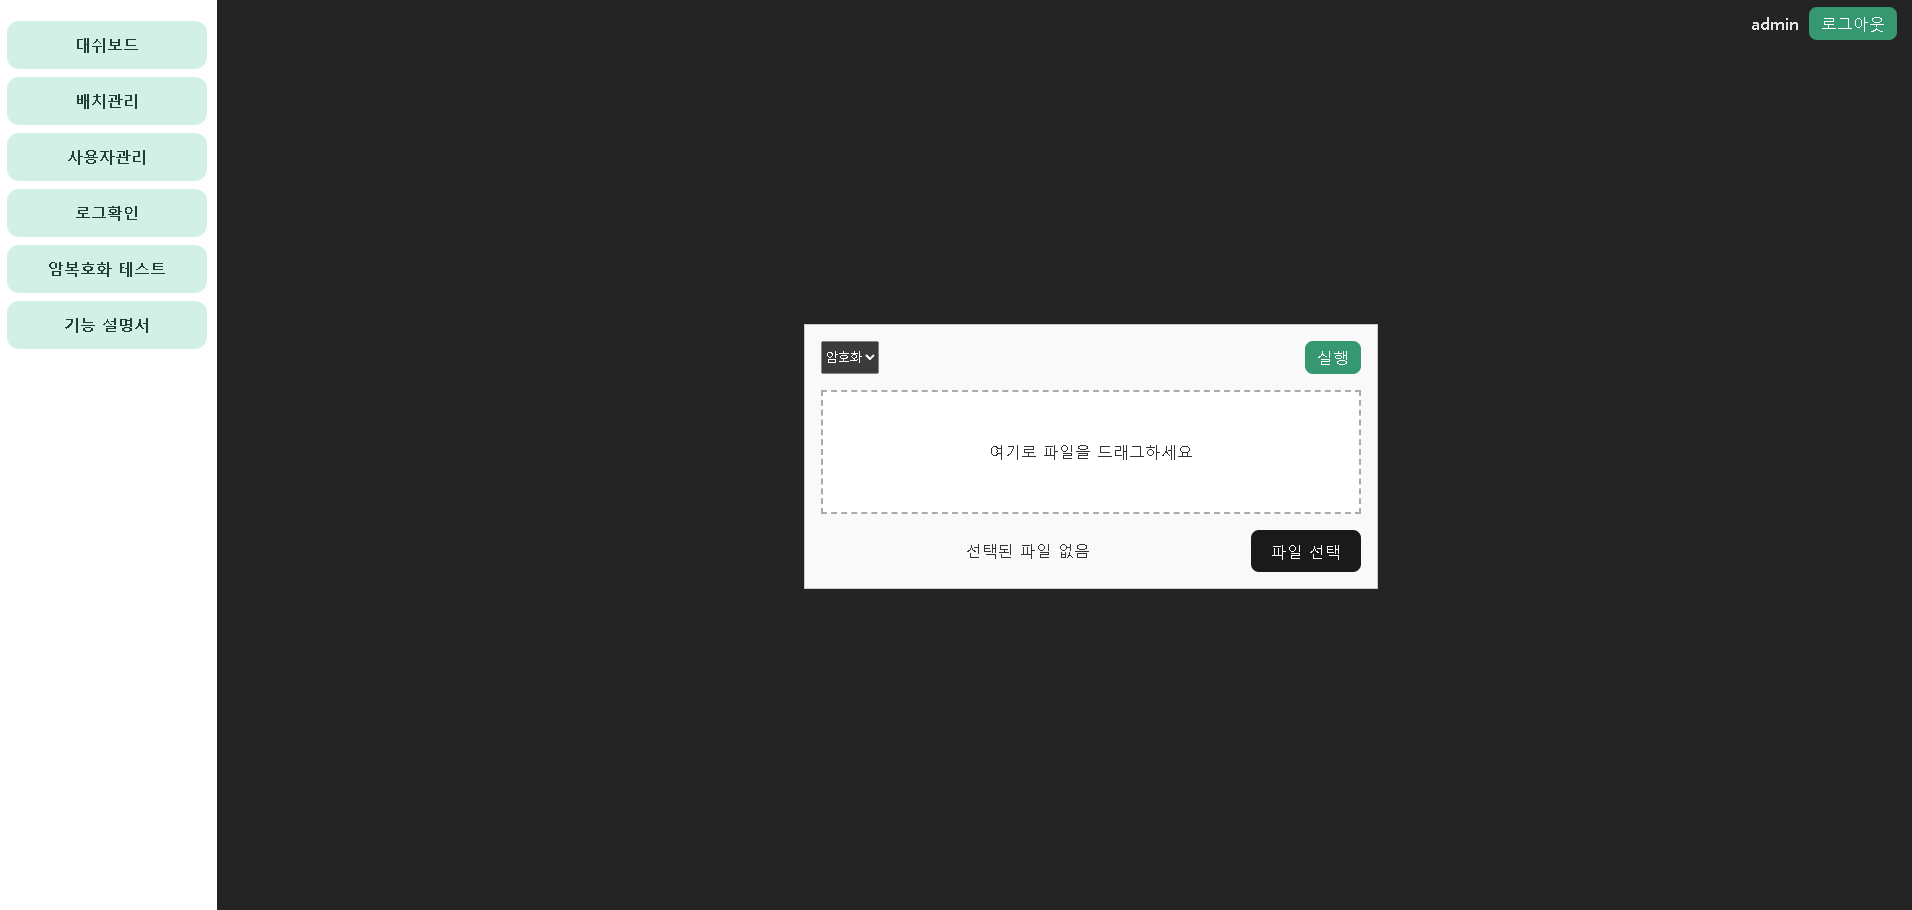 대쉬보드
배치관리
사용자관리
로그확인
암복호화 테스트
기능 설명서
admin 로그아웃
암호화 실행
여기로 파일을 드래그하세요
선택된 파일 없음 파일 선택